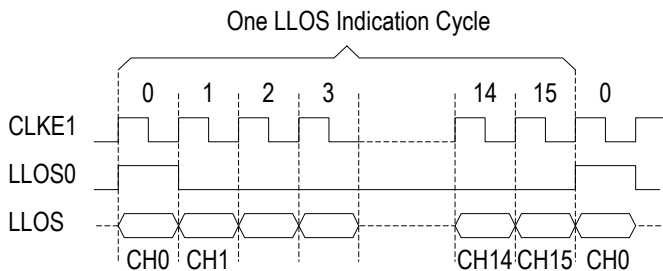 One LLOS Indication Cycle
0 1 2 3 14 15 0
CLKE1
LLOS0
LLOS
CH0 CH1 CH14 CH15 CH0